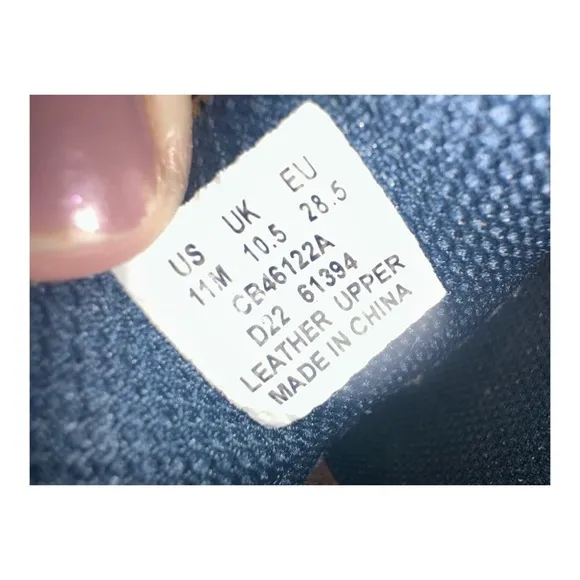 US UK EU
11M 10.5 28.5
CB46122A
D22 61394
LEATHER UPPER
MADE IN CHINA